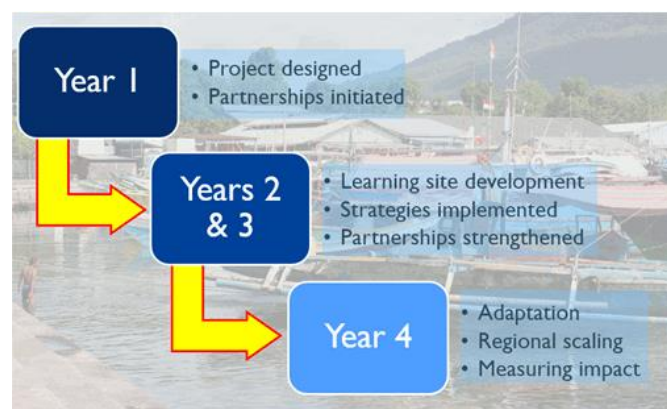 Year 1
• Project designed
• Partnerships initiated
Years 2
& 3
• Learning site development
• Strategies implemented
• Partnerships strengthened
Year 4
• Adaptation
• Regional scaling
• Measuring impact